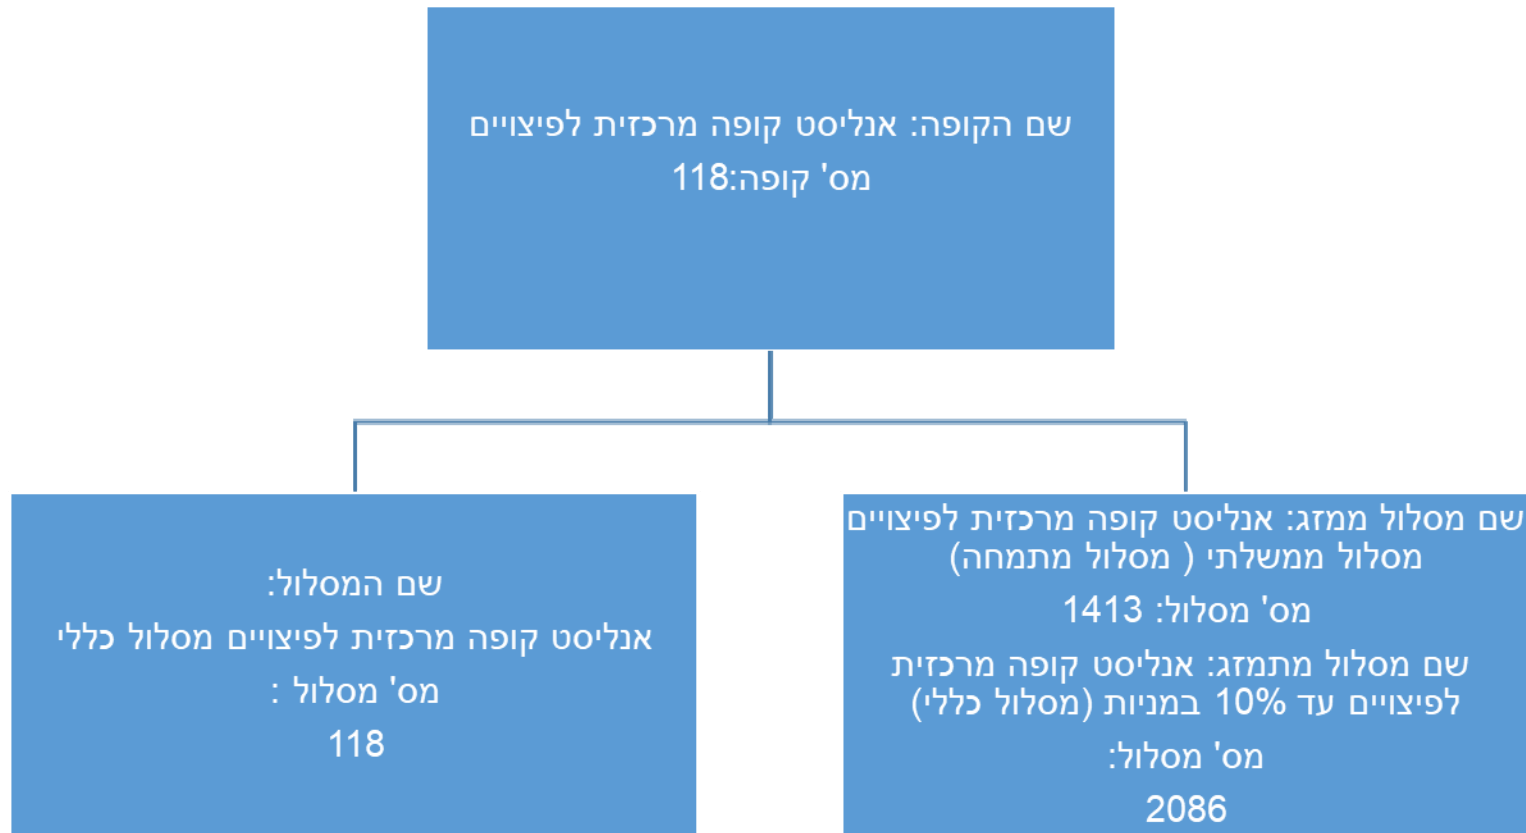 שם הקופה: אנליסט קופה מרכזית לפיצויים
מס' קופה:118
שם מסלול ממזג: אנליסט קופה מרכזית לפיצויים
מסלול ממשלתי ( מסלול מתמחה)
מס' מסלול: 1413
שם מסלול מתמזג: אנליסט קופה מרכזית
לפיצויים עד 10% במניות (מסלול כללי)
מס' מסלול:
2086
שם המסלול:
אנליסט קופה מרכזית לפיצויים מסלול כללי
מס' מסלול :
118